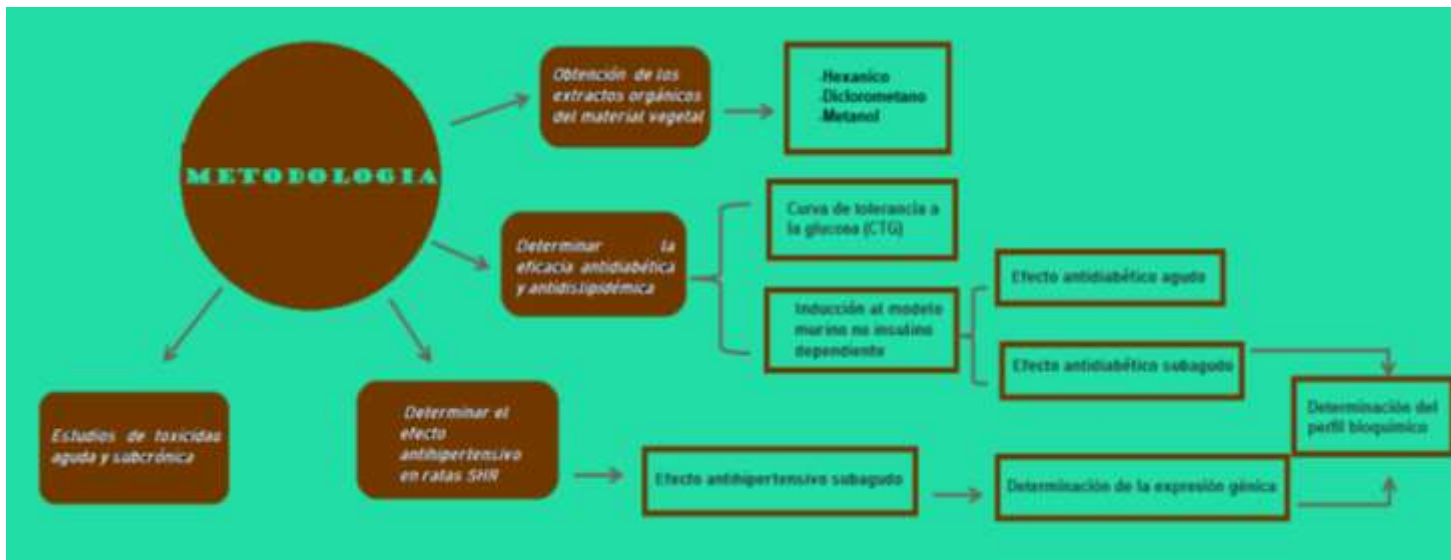 METODOLOGIA
Obtención de los
extractos orgánicos
del material vegetal
-Hexanico
-Diclorometano
-Metanol
Determinar la
eficacia antidiabética
y antidislipidémica
Curva de tolerancia a
la glucosa (CTG)
Inducción al modelo
murino no insulino
dependiente
Efecto antidiabético agudo
Efecto antidiabético subagudo
Determinación del
perfil bioquímico
Estudios de toxicidad
aguda y subcrónica
Determinar el
efecto
antihipertensivo
en ratas SHR
Efecto antihipertensivo subagudo
Determinación de la expresión génica